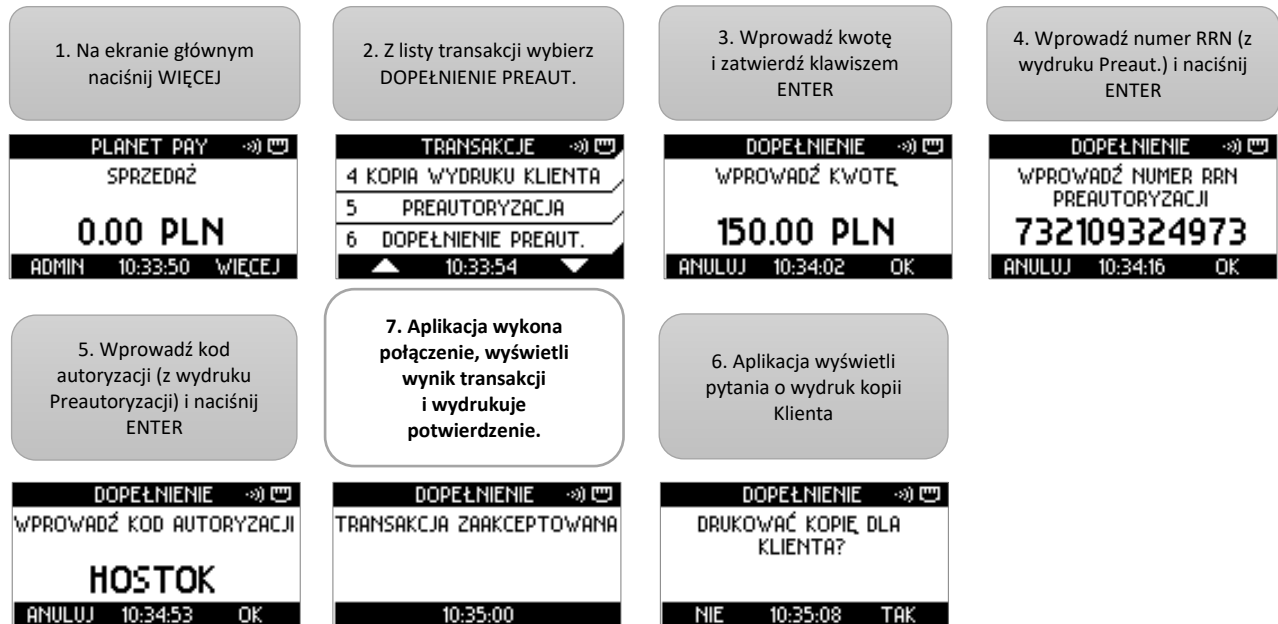 1. Na ekranie głównym
naciśnij WIĘCEJ
2. Z listy transakcji wybierz
DOPEŁNIENIE PREAUT.
3. Wprowadź kwotę
i zatwierdź klawiszem
ENTER
4. Wprowadź numer RRN (z
wydruku Preaut.) i naciśnij
ENTER
PLANET PAY
SPRZEDAŻ
0.00 PLN
ADMIN 10:33:50 WIĘCEJ
TRANSAKCJE
4 KOPIA WYDRUKU KLIENTA
5 PREAUTORYZACJA
6 DOPEŁNIENIE PREAUT.
10:33:54
DOPEŁNIENIE
WPROWADŹ KWOTĘ
150.00 PLN
ANULUJ 10:34:02 OK
DOPEŁNIENIE
WPROWADŹ NUMER RRN
PREAUTORYZACJI
732109324973
ANULUJ 10:34:16 OK
5. Wprowadź kod
autoryzacji (z wydruku
Preautoryzacji) i naciśnij
ENTER
7. Aplikacja wykona
połączenie, wyświetli
wynik transakcji
i wydrukuje
potwierdzenie.
6. Aplikacja wyświetli
pytania o wydruk kopii
Klienta
DOPEŁNIENIE
WPROWADŹ KOD AUTORYZACJI
HOSTOK
ANULUJ 10:34:53 OK
DOPEŁNIENIE
TRANSAKCJA ZAAKCEPTOWANA
10:35:00
DOPEŁNIENIE
DRUKOWAĆ KOPIĘ DLA
KLIENTA?
NIE 10:35:08 TAK